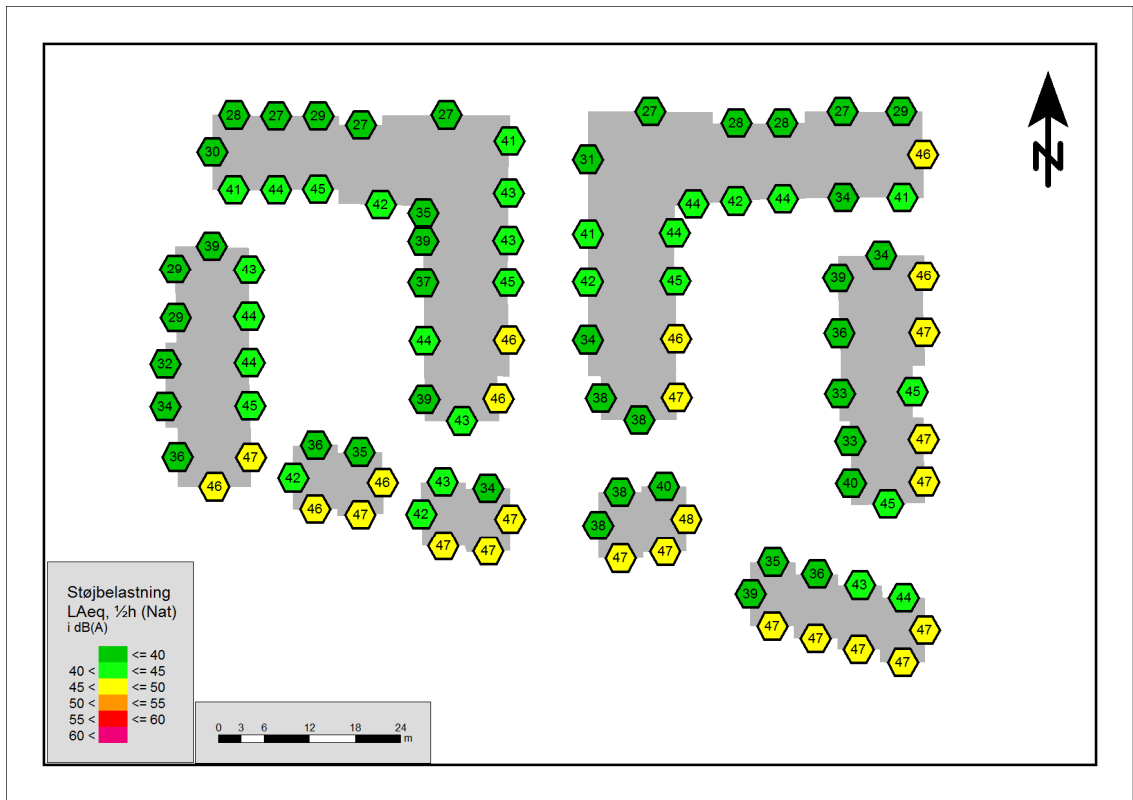 28 27 29 27 27 27 28 28 27 29
41 46
30 31
41 44 45 43 34 41
42 35 44 42 44
39 43 41 44
39 34
29 43 37 45 42 45 39 46
29 44 36 47
44 46 34 46
32 44 33 45
34 45 39 46 38 47
43 38
36 47 36 35 33 47
46 42 46 43 34 38 40 40 47
46 47 42 47 38 48 45
47 47 47 47
35 36 43 44
39
47 47 47 47 47
Støjbelastning
LAeq, ½h (Nat)
i dB(A)
<= 40
40 < <= 45
45 < <= 50
50 < <= 55
55 < <= 60
60 <
0 3 6 12 18 24
m
N